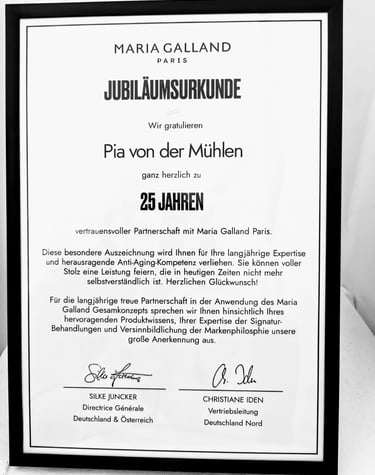 MARIA GALLAND
PARIS
JUBILÄUMSURKUNDE
Wir gratulieren
Pia von der Mühlen
ganz herzlich zu
25 JAHREN
vertrauensvoller Partnerschaft mit Maria Galland Paris.
Diese besondere Auszeichnung wird Ihnen für Ihre langjährige Expertise
und herausragende Anti-Aging-Kompetenz verliehen. Sie können voller
Stolz eine Leistung feiern, die in heutigen Zeiten nicht mehr
selbstverständlich ist. Herzlichen Glückwunsch!
Für die langjährige treue Partnerschaft in der Anwendung des Maria
Galland Gesamkonzepts sprechen wir Ihnen hinsichtlich Ihres
hervorragenden Produktwissens, Ihrer Expertise der Signatur-
Behandlungen und Versinnbildlichung der Markenphilosphie unsere
große Anerkennung aus.
SILKE JUNCKER
Directrice Générale
Deutschland & Österreich
CHRISTIANE IDEN
Vertriebsleitung
Deutschland Nord